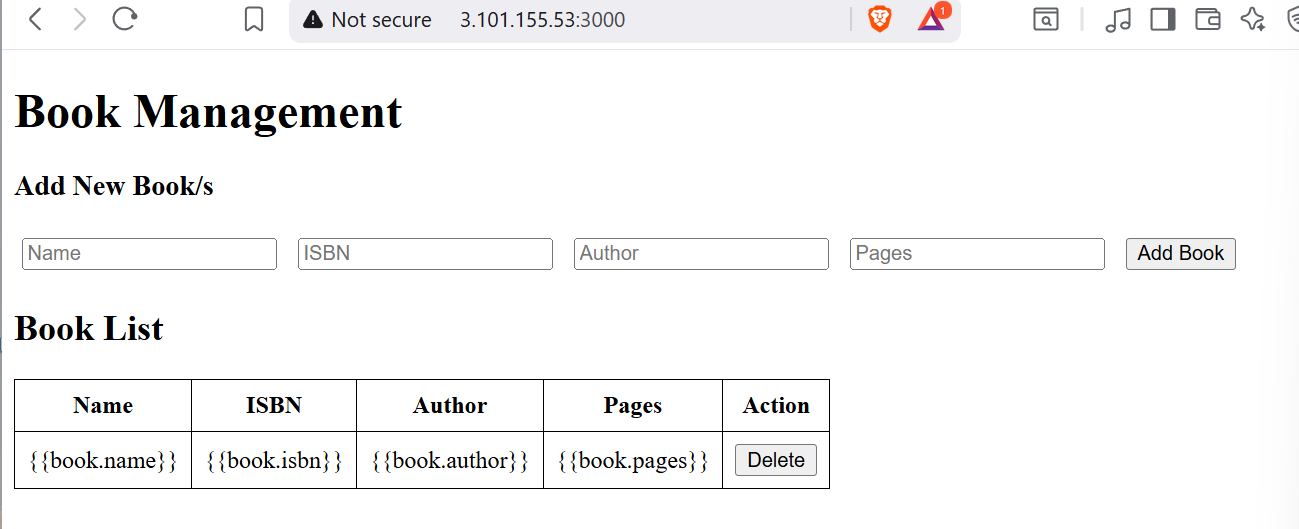 Not secure 3.101.155.53:3000
1
Book Management
Add New Book/s
Name ISBN Author Pages Add Book
Book List
Name ISBN Author Pages Action
{{book.name}} {{book.isbn}} {{book.author}} {{book.pages}} Delete